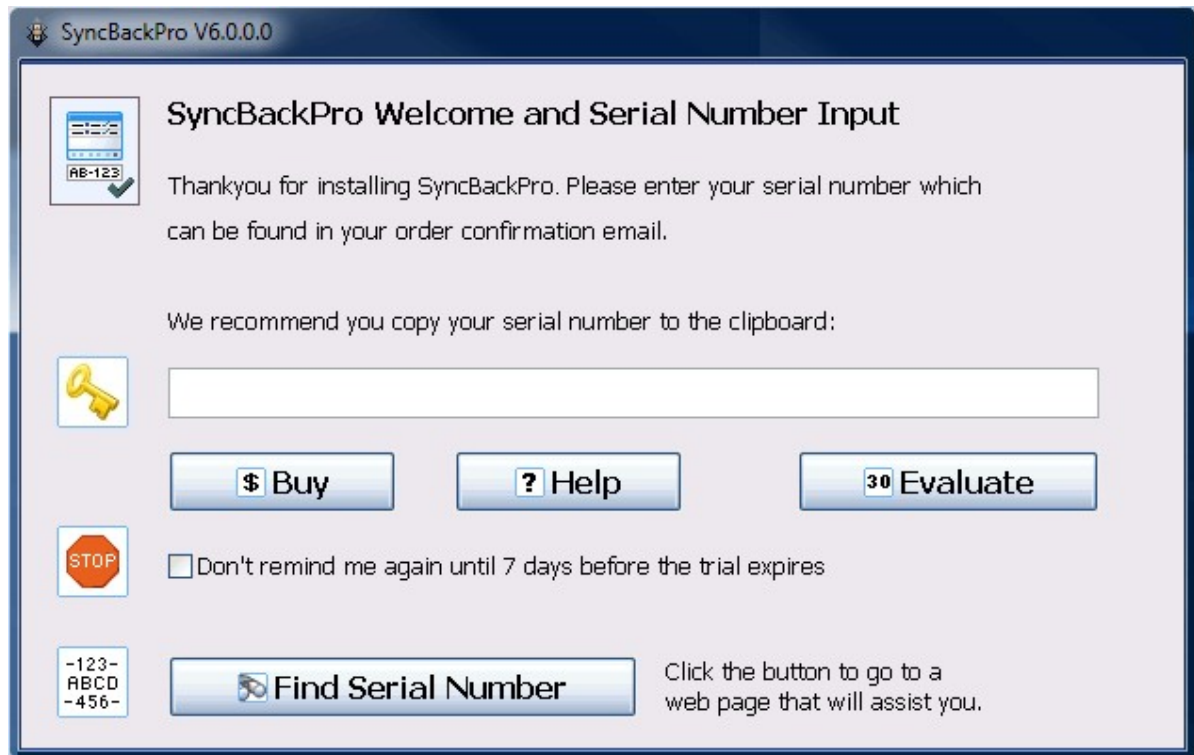 SyncBackPro V6.0.0.0
SyncBackPro Welcome and Serial Number Input
AB-123
Thankyou for installing SyncBackPro. Please enter your serial number which
can be found in your order confirmation email.
We recommend you copy your serial number to the clipboard:
$ Buy
? Help
30 Evaluate
STOP
Don't remind me again until 7 days before the trial expires
-123-
ABCD
-456-
Find Serial Number
Click the button to go to a
web page that will assist you.